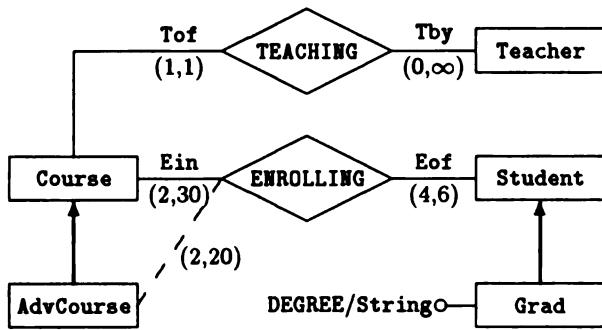 Tof TEACHING Tby Teacher
(1,1) (0,∞)
Ein Eof
Course ENROLLING Student
(2,30) (4,6)
(2,20)
AdvCourse DEGREE/String Grad